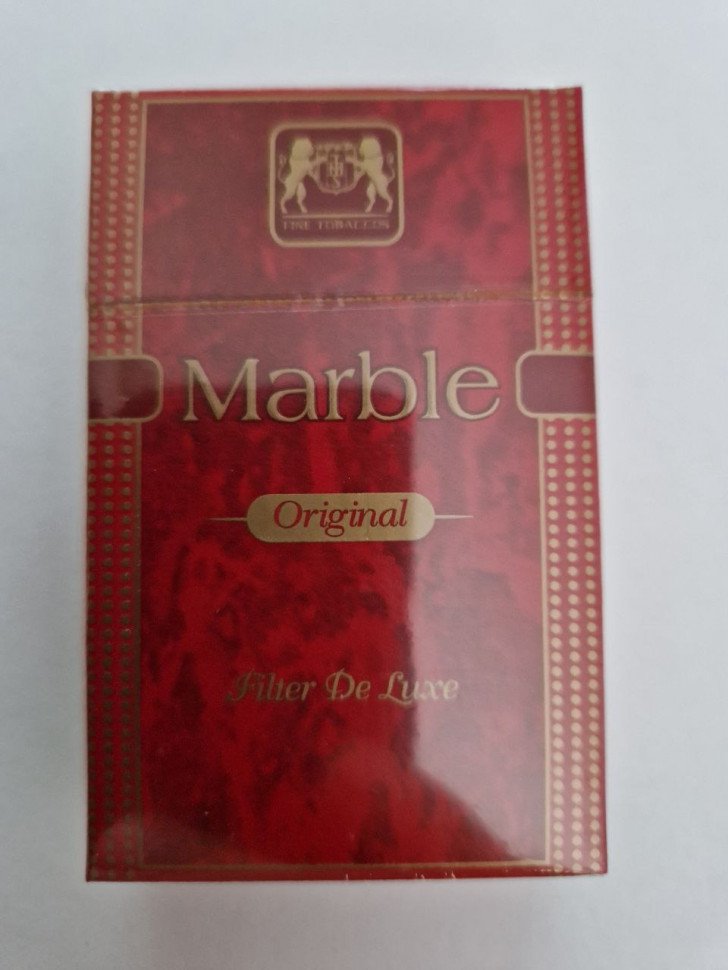 FINE TOBACCOS
Marble
Original
Filter De Luxe